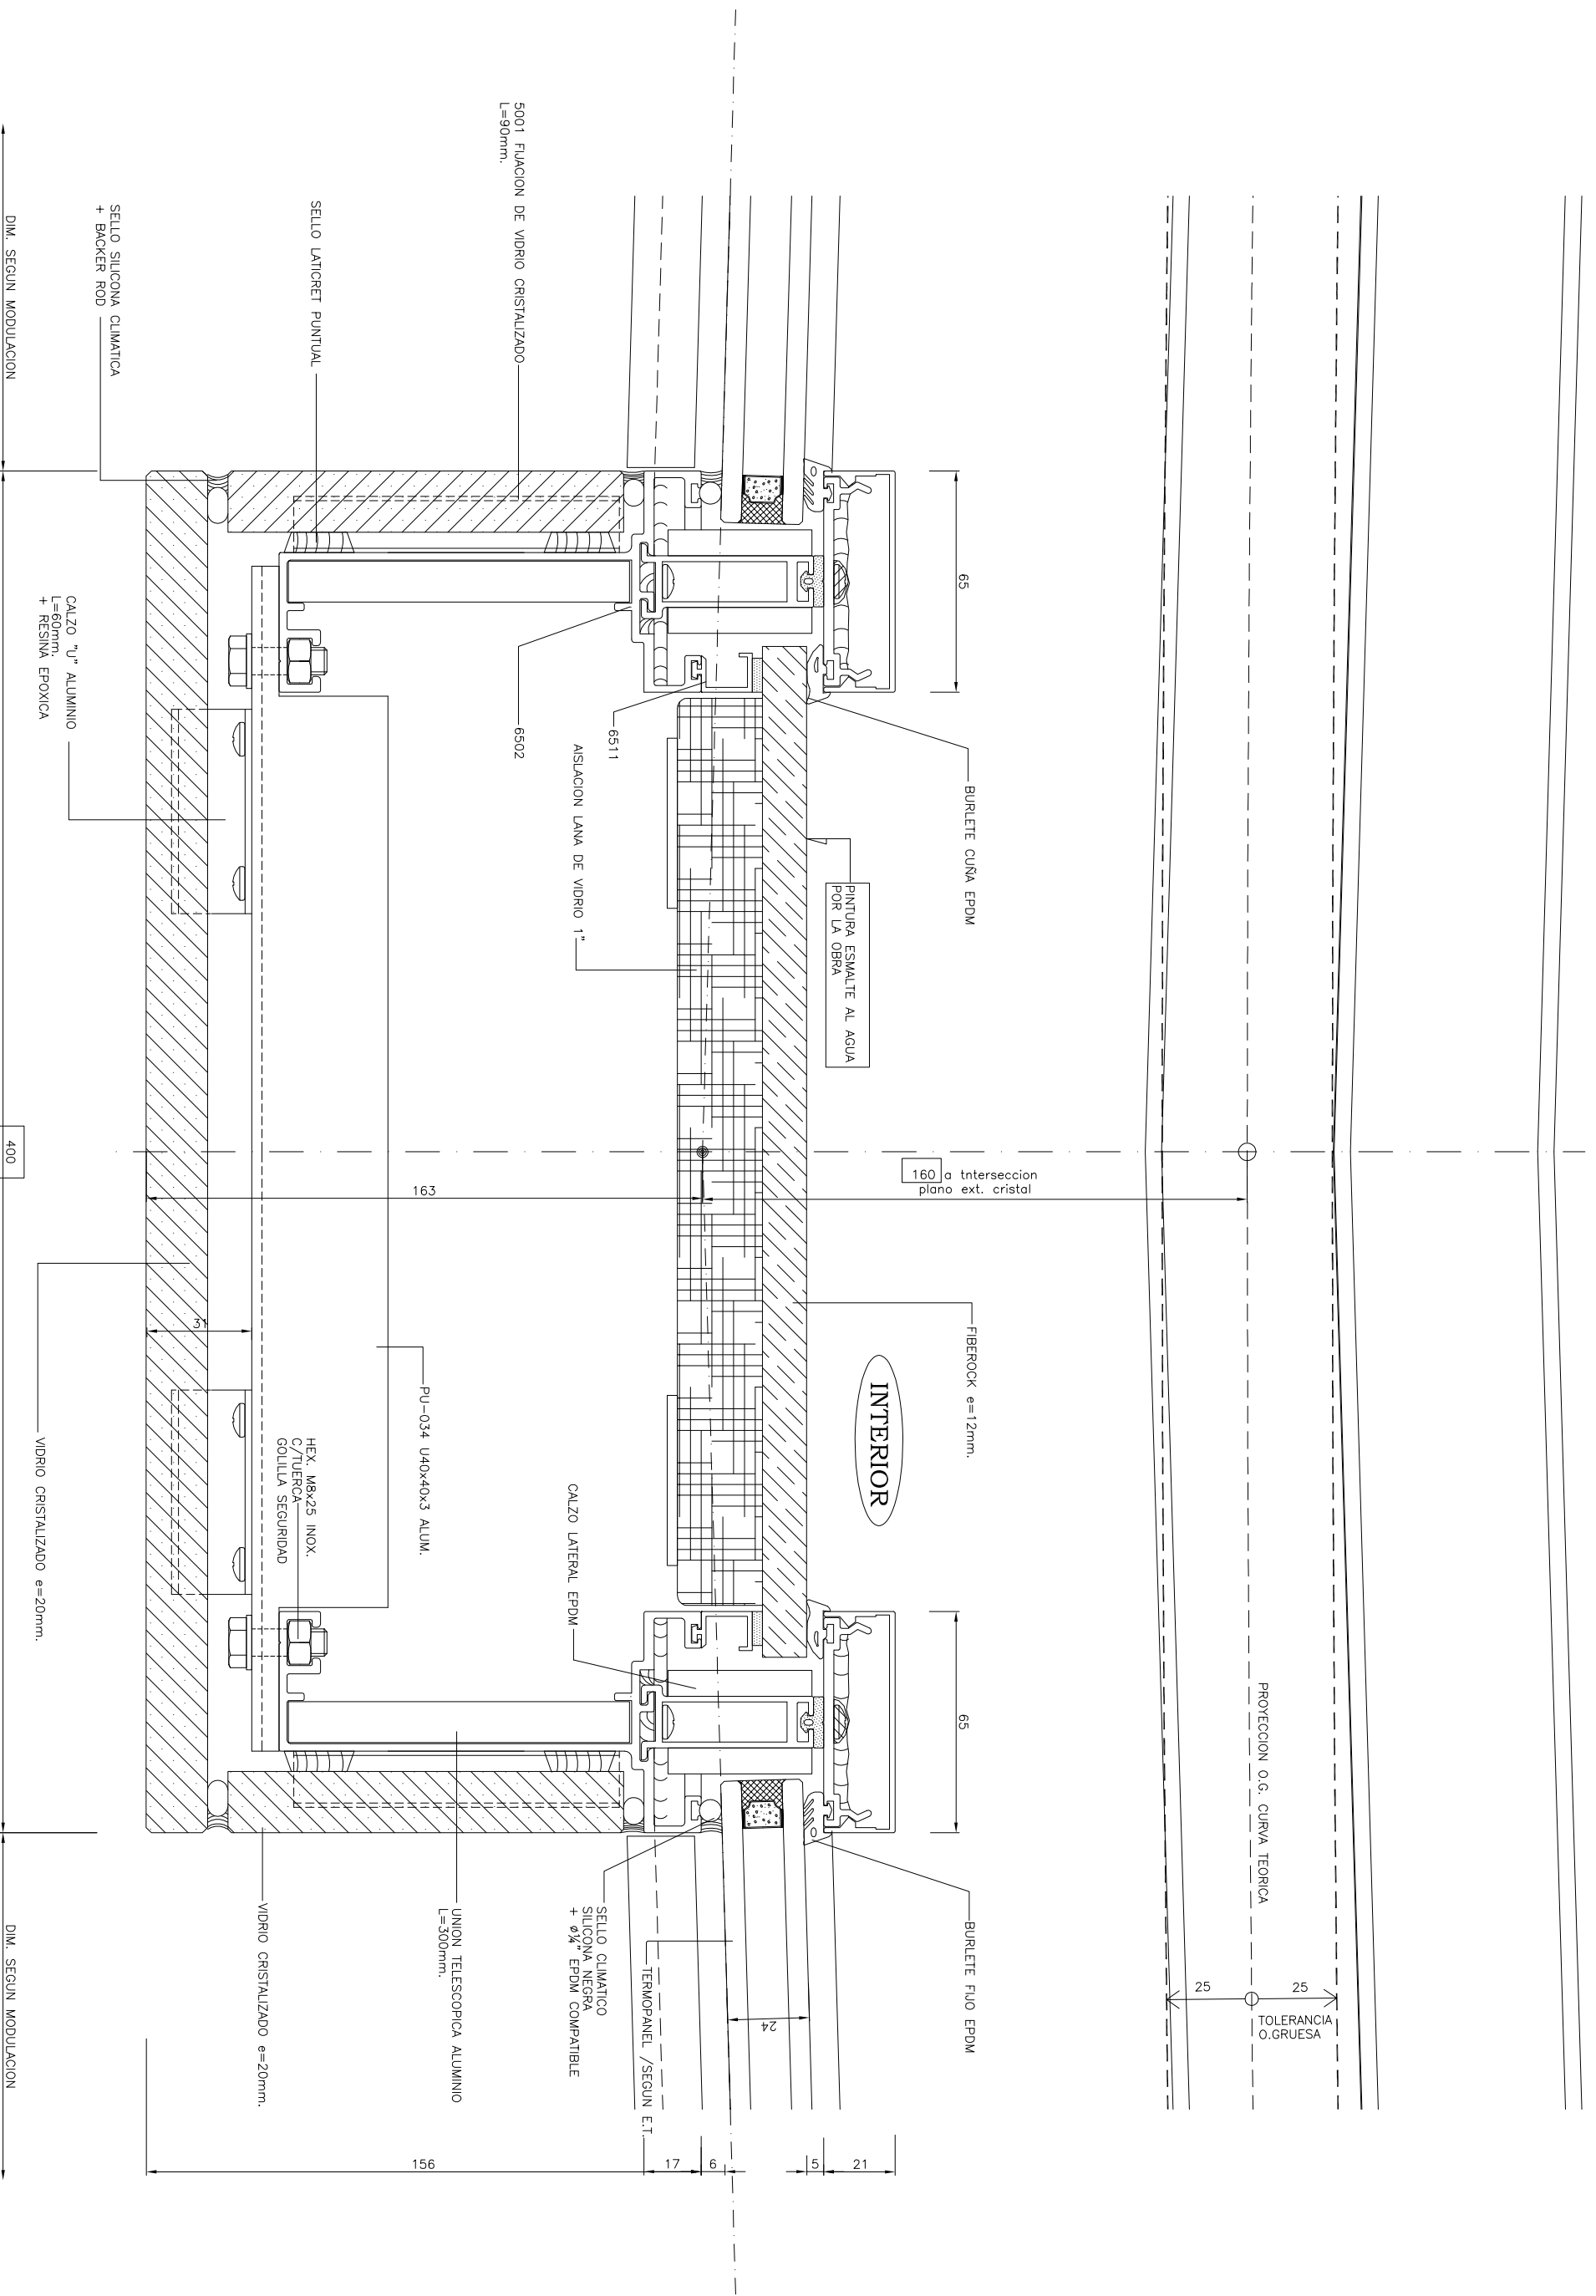 5001 FIJACION DE VIDRIO CRISTALIZADO
L=90mm.
SELLO LATICRET PUNTUAL
SELLO SILICONA CLIMATICA
+ BACKER ROD
DIM. SEGUN MODULACION
65
6502
6511
AISLACION LANA DE VIDRIO 1"
BURLETE CUÑA EPDM
PINTURA ESMALTE AL AGUA
POR LA OBRA
CALZO "U" ALUMINIO
L=60mm.
+ RESINA EPOXICA
400
163
160 a Interseccion
plano ext. cristal
31
FIBEROCK e=12mm.
INTERIOR
PU-034 U40x40x3 ALUM.
HEX. M8x25 INOX.
C/TUERCA
GOLILLA SEGURIDAD
CALZO LATERAL EPDM
VIDRIO CRISTALIZADO e=20mm.
65
PROYECCION O.G. CURVA TEORICA
BURLETE FIJO EPDM
25
25
TOLERANCIA
O.GRUESA
24
TERMOPANEL /SEGUN E.T.
SELLO CLIMATICO
SILICONA NEGRA
+ ø¼" EPDM COMPATIBLE
UNION TELESCOPICA ALUMINIO
L=300mm.
VIDRIO CRISTALIZADO e=20mm.
DIM. SEGUN MODULACION
156
17
6
5
21